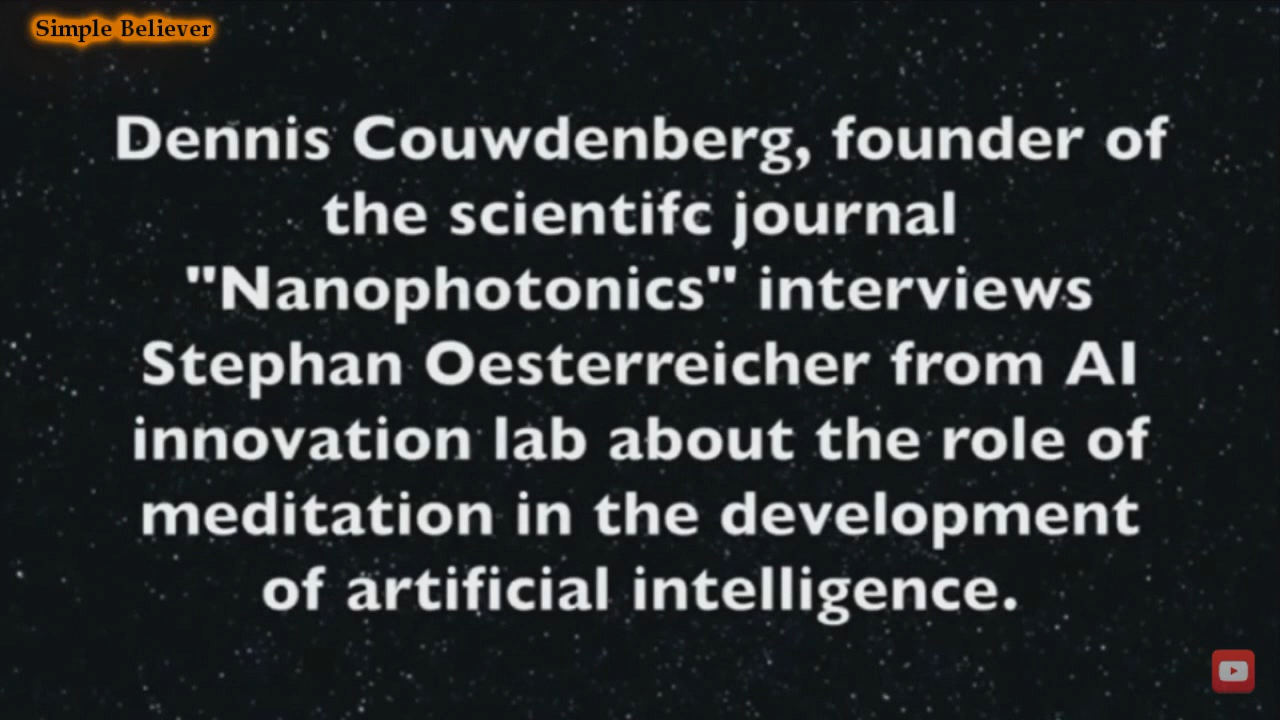 Simple Believer
Dennis Couwdenberg, founder of
the scientifc journal
"Nanophotonics" interviews
Stephan Oesterreicher from AI
innovation lab about the role of
meditation in the development
of artificial intelligence.